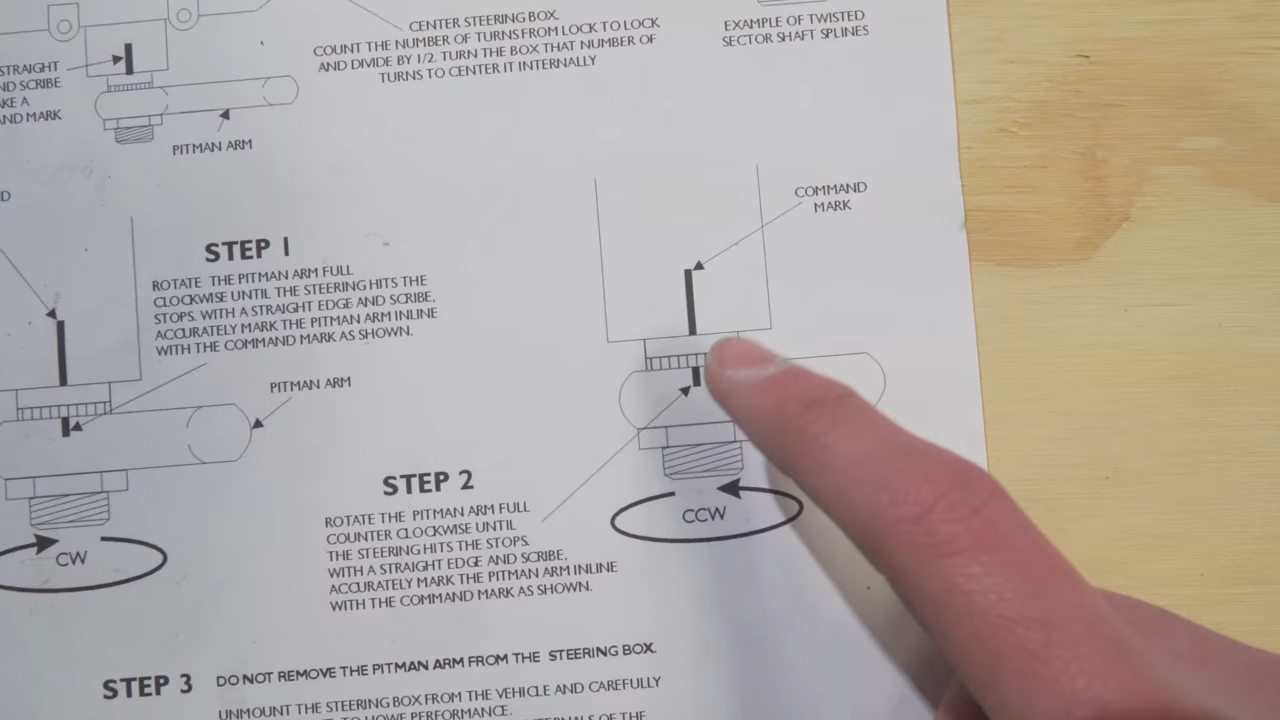 CENTER STEERING BOX.
COUNT THE NUMBER OF TURNS FROM LOCK TO LOCK
AND DIVIDE BY 1/2. TURN THE BOX THAT NUMBER OF
TURNS TO CENTER IT INTERNALLY
EXAMPLE OF TWISTED
SECTOR SHAFT SPLINES
STRAIGHT
ND SCRIBE
AKE A
AND MARK
PITMAN ARM
D
COMMAND
MARK
STEP 1
ROTATE THE PITMAN ARM FULL
CLOCKWISE UNTIL THE STEERING HITS THE
STOPS. WITH A STRAIGHT EDGE AND SCRIBE,
ACCURATELY MARK THE PITMAN ARM INLINE
WITH THE COMMAND MARK AS SHOWN.
PITMAN ARM
CW
STEP 2
ROTATE THE PITMAN ARM FULL
COUNTER CLOCKWISE UNTIL
THE STEERING HITS THE STOPS.
WITH A STRAIGHT EDGE AND SCRIBE,
ACCURATELY MARK THE PITMAN ARM INLINE
WITH THE COMMAND MARK AS SHOWN.
CCW
STEP 3 DO NOT REMOVE THE PITMAN ARM FROM THE STEERING BOX.
UNMOUNT THE STEERING BOX FROM THE VEHICLE AND CAREFULLY
TO HOWE PERFORMANCE.
INTERNALS OF THE